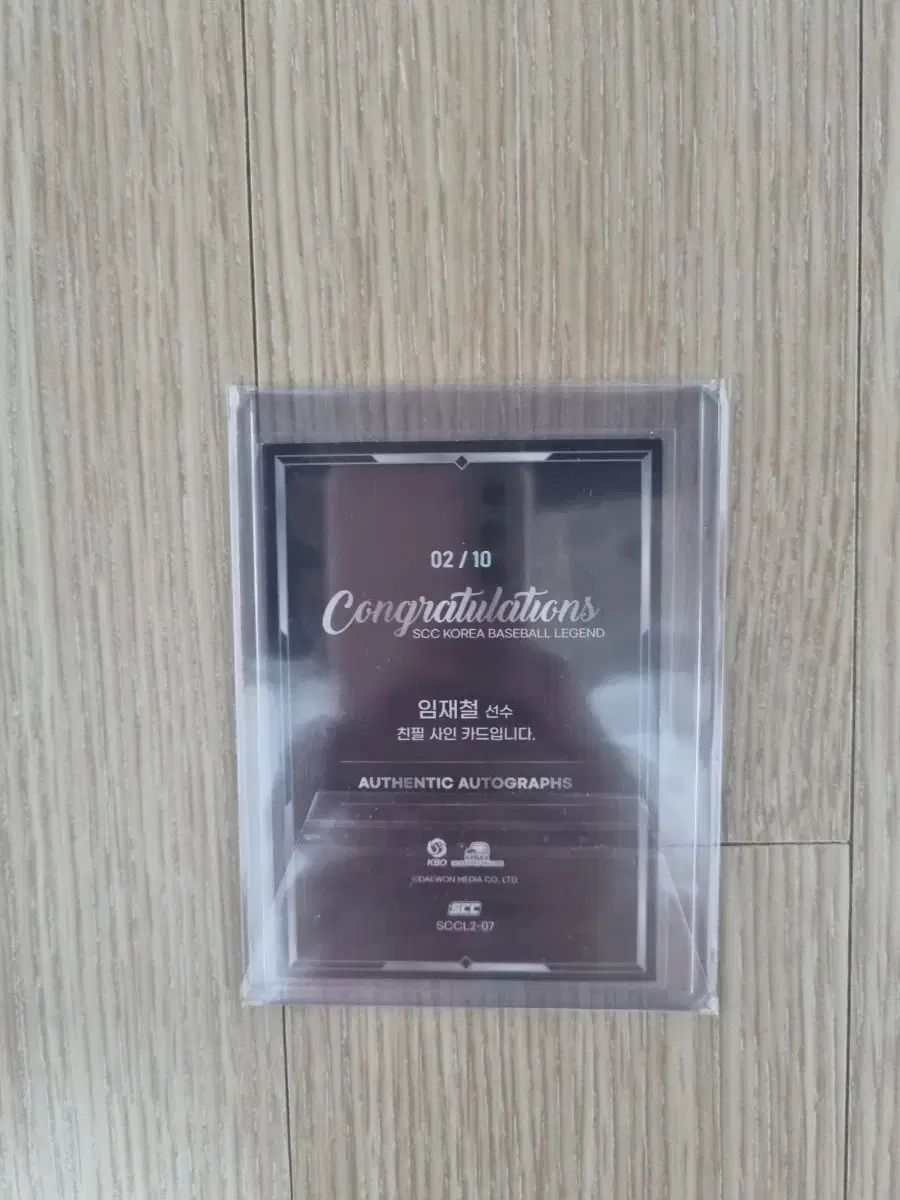 02 / 10
Congratulations
SCC KOREA BASEBALL LEGEND
임재철 선수
친필 사인 카드입니다.
AUTHENTIC AUTOGRAPHS
KBO
©DAEWON MEDIA CO., LTD.
SCC
SCCL2-07